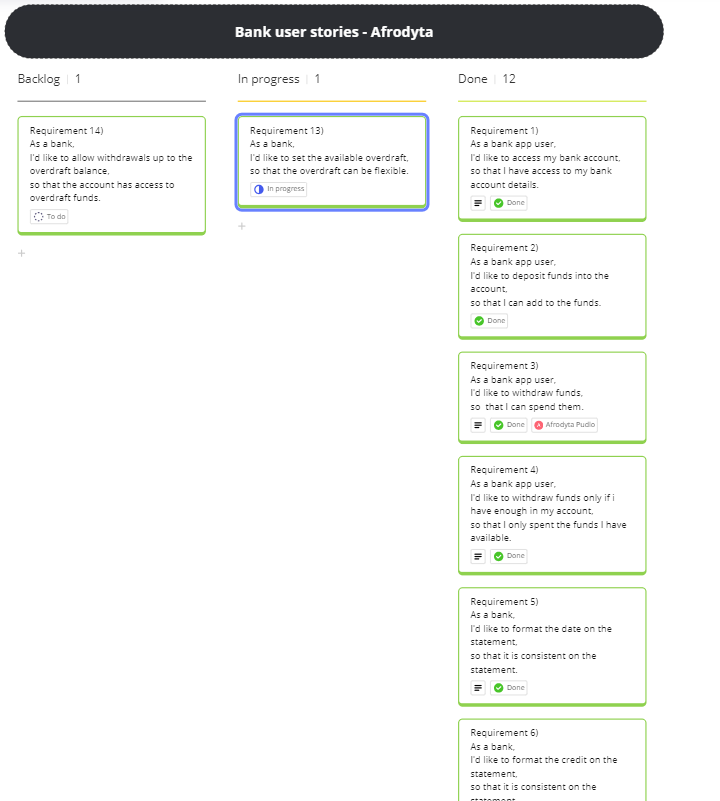 Bank user stories - Afrodyta
Backlog | 1
Requirement 14)
As a bank,
I'd like to allow withdrawals up to the
overdraft balance,
so that the account has access to
overdraft funds.
To do
+
In progress | 1
Requirement 13)
As a bank,
I'd like to set the available overdraft,
so that the overdraft can be flexible.
In progress
+
Done | 12
Requirement 1)
As a bank app user,
I'd like to access my bank account,
so that I have access to my bank
account details.
Done
Requirement 2)
As a bank app user,
I'd like to deposit funds into the
account,
so that I can add to the funds.
Done
Requirement 3)
As a bank app user,
I'd like to withdraw funds,
so that I can spend them.
Done A Afrodyta Pudlo
Requirement 4)
As a bank app user,
I'd like to withdraw funds only if i
have enough in my account,
so that I only spent the funds I have
available.
Done
Requirement 5)
As a bank,
I'd like to format the date on the
statement,
so that it is consistent on the
statement.
Done
Requirement 6)
As a bank,
I'd like to format the credit on the
statement,
so that it is consistent on the
statement